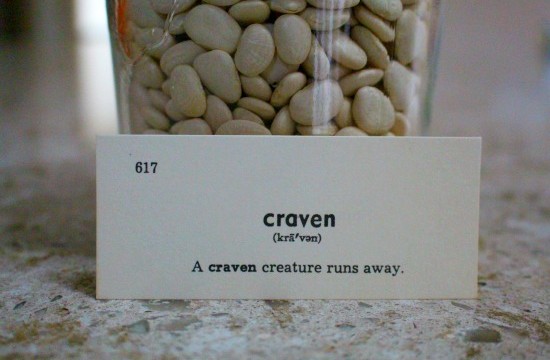 617
craven
(krā′vən)
A craven creature runs away.